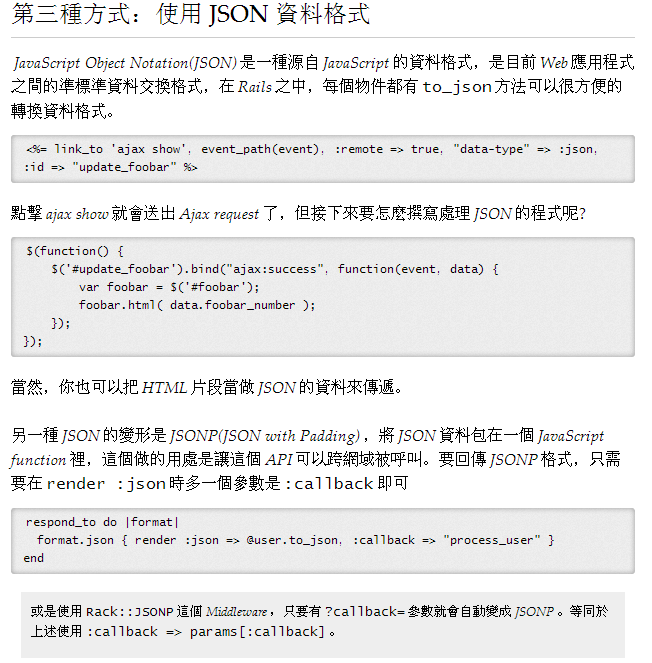 第三種方式：使用 JSON 資料格式
JavaScript Object Notation(JSON) 是一種源自 JavaScript 的資料格式，是目前 Web 應用程式
之間的準標準資料交換格式，在 Rails 之中，每個物件都有 to_json 方法可以很方便的
轉換資料格式。
<%= link_to 'ajax show', event_path(event), :remote => true, "data-type" => :json,
:id => "update_foobar" %>
點擊 ajax show 就會送出 Ajax request 了，但接下來要怎麼撰寫處理 JSON 的程式呢?
$(function() {
    $('#update_foobar').bind("ajax:success", function(event, data) {
        var foobar = $('#foobar');
        foobar.html( data.foobar_number );
    });
});
當然，你也可以把 HTML 片段當做 JSON 的資料來傳遞。
另一種 JSON 的變形是 JSONP(JSON with Padding)，將 JSON 資料包在一個 JavaScript
function 裡，這個做的用處是讓這個 API 可以跨網域被呼叫。要回傳 JSONP 格式，只需
要在 render :json 時多一個參數是 :callback 即可
respond_to do |format|
  format.json { render :json => @user.to_json, :callback => "process_user" }
end
或是使用 Rack::JSONP 這個 Middleware，只要有 ?callback= 參數就會自動變成 JSONP。等同於
上述使用 :callback => params[:callback]。